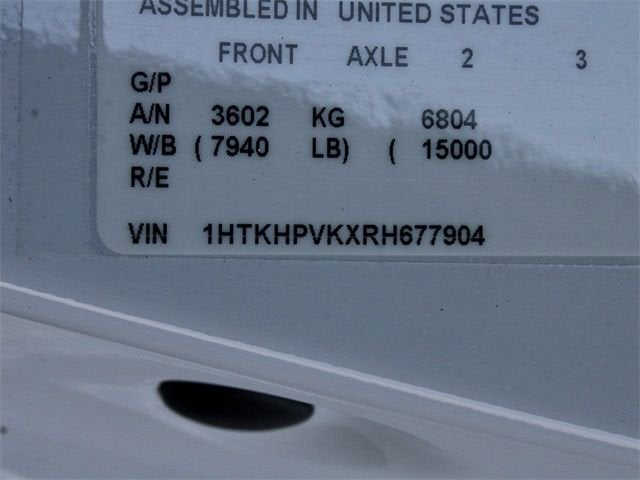 ASSEMBLED IN UNITED STATES
FRONT AXLE 2 3
G/P
A/N 3602 KG 6804
W/B ( 7940 LB) ( 15000
R/E
VIN 1HTKHPVKXRH677904